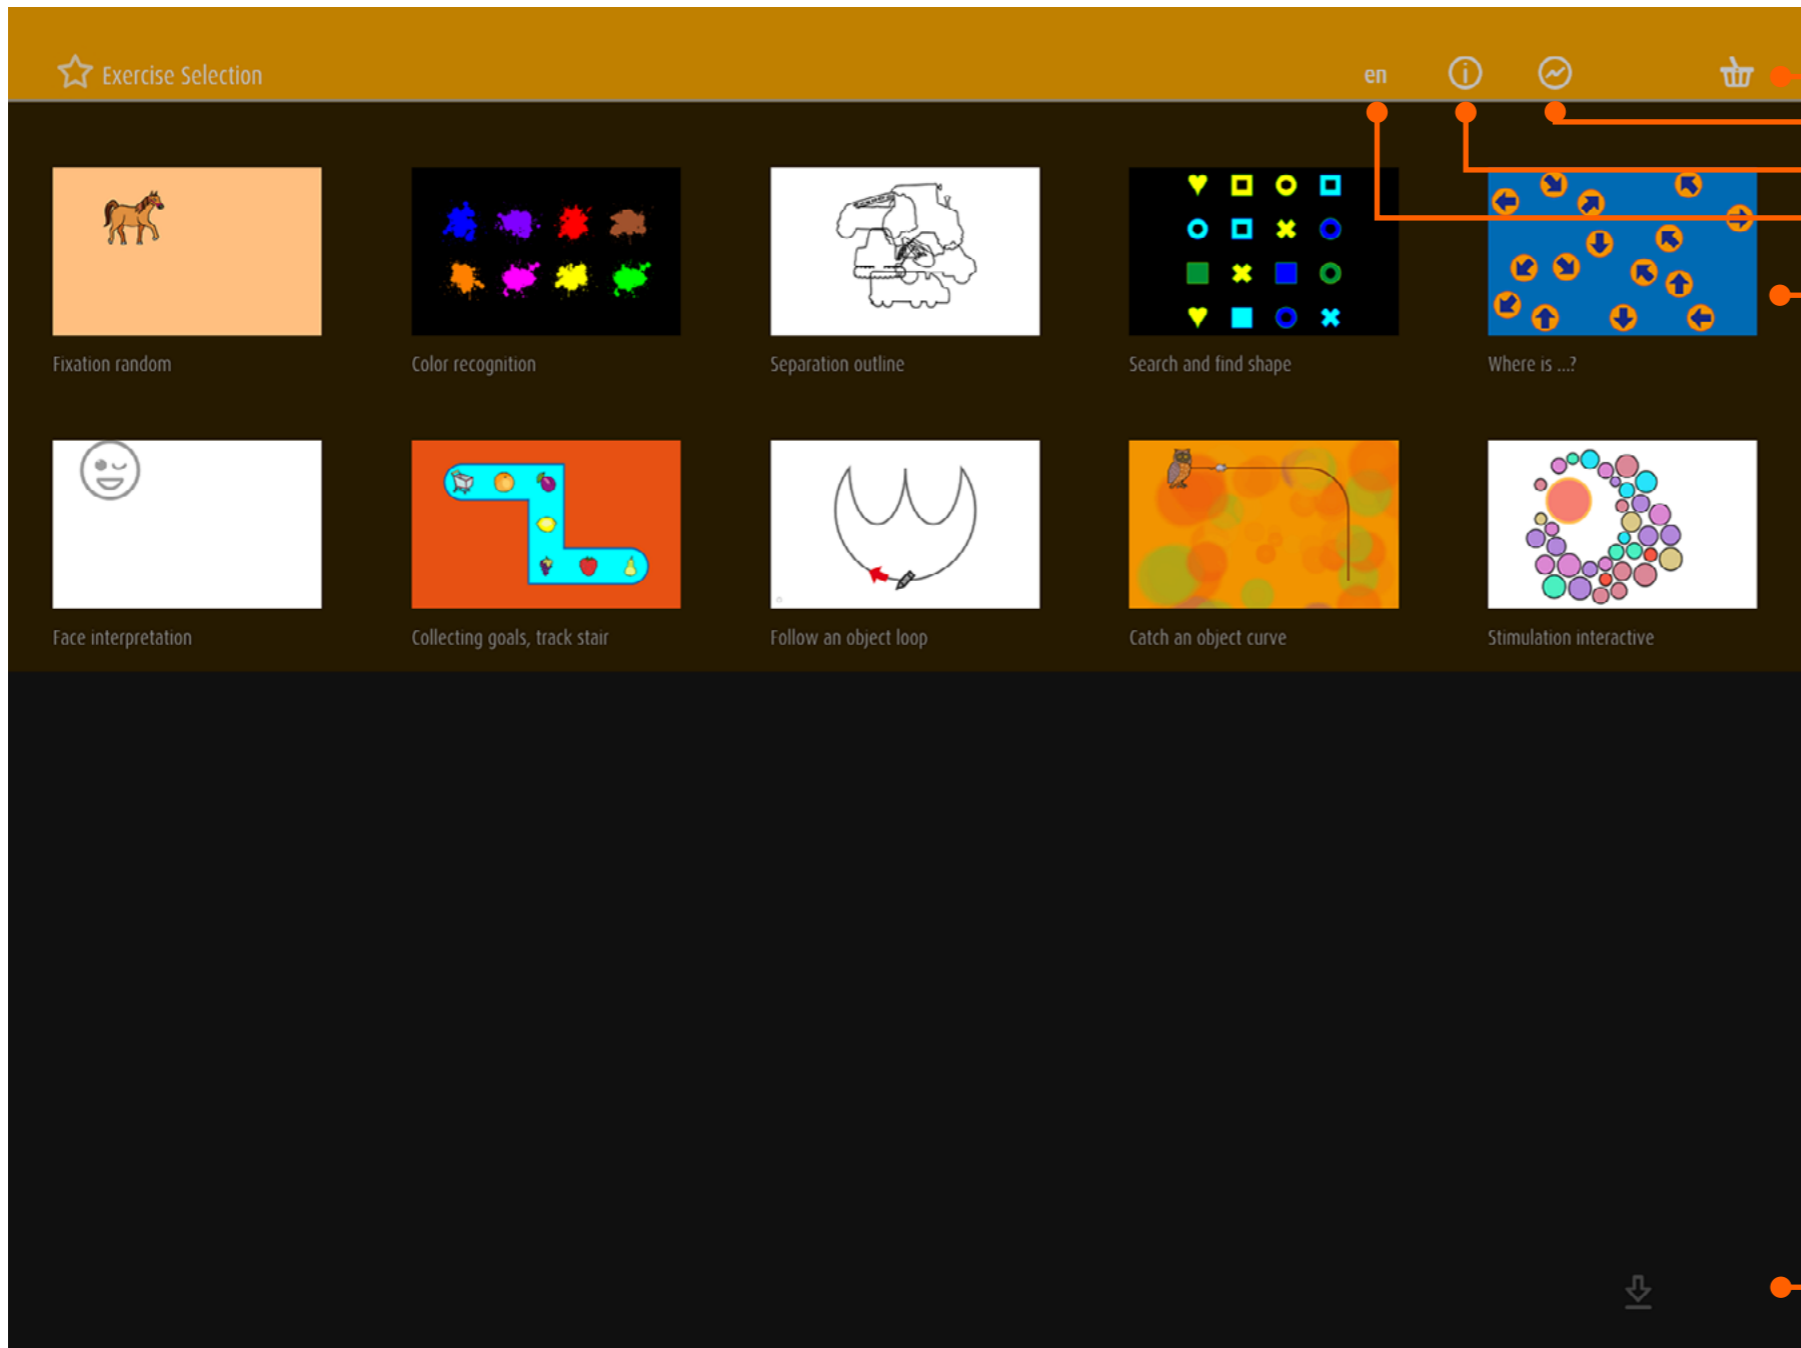 Exercise Selection
en
Fixation random
Color recognition
Separation outline
Search and find shape
Where is ...?
Face interpretation
Collecting goals, track stair
Follow an object loop
Catch an object curve
Stimulation interactive